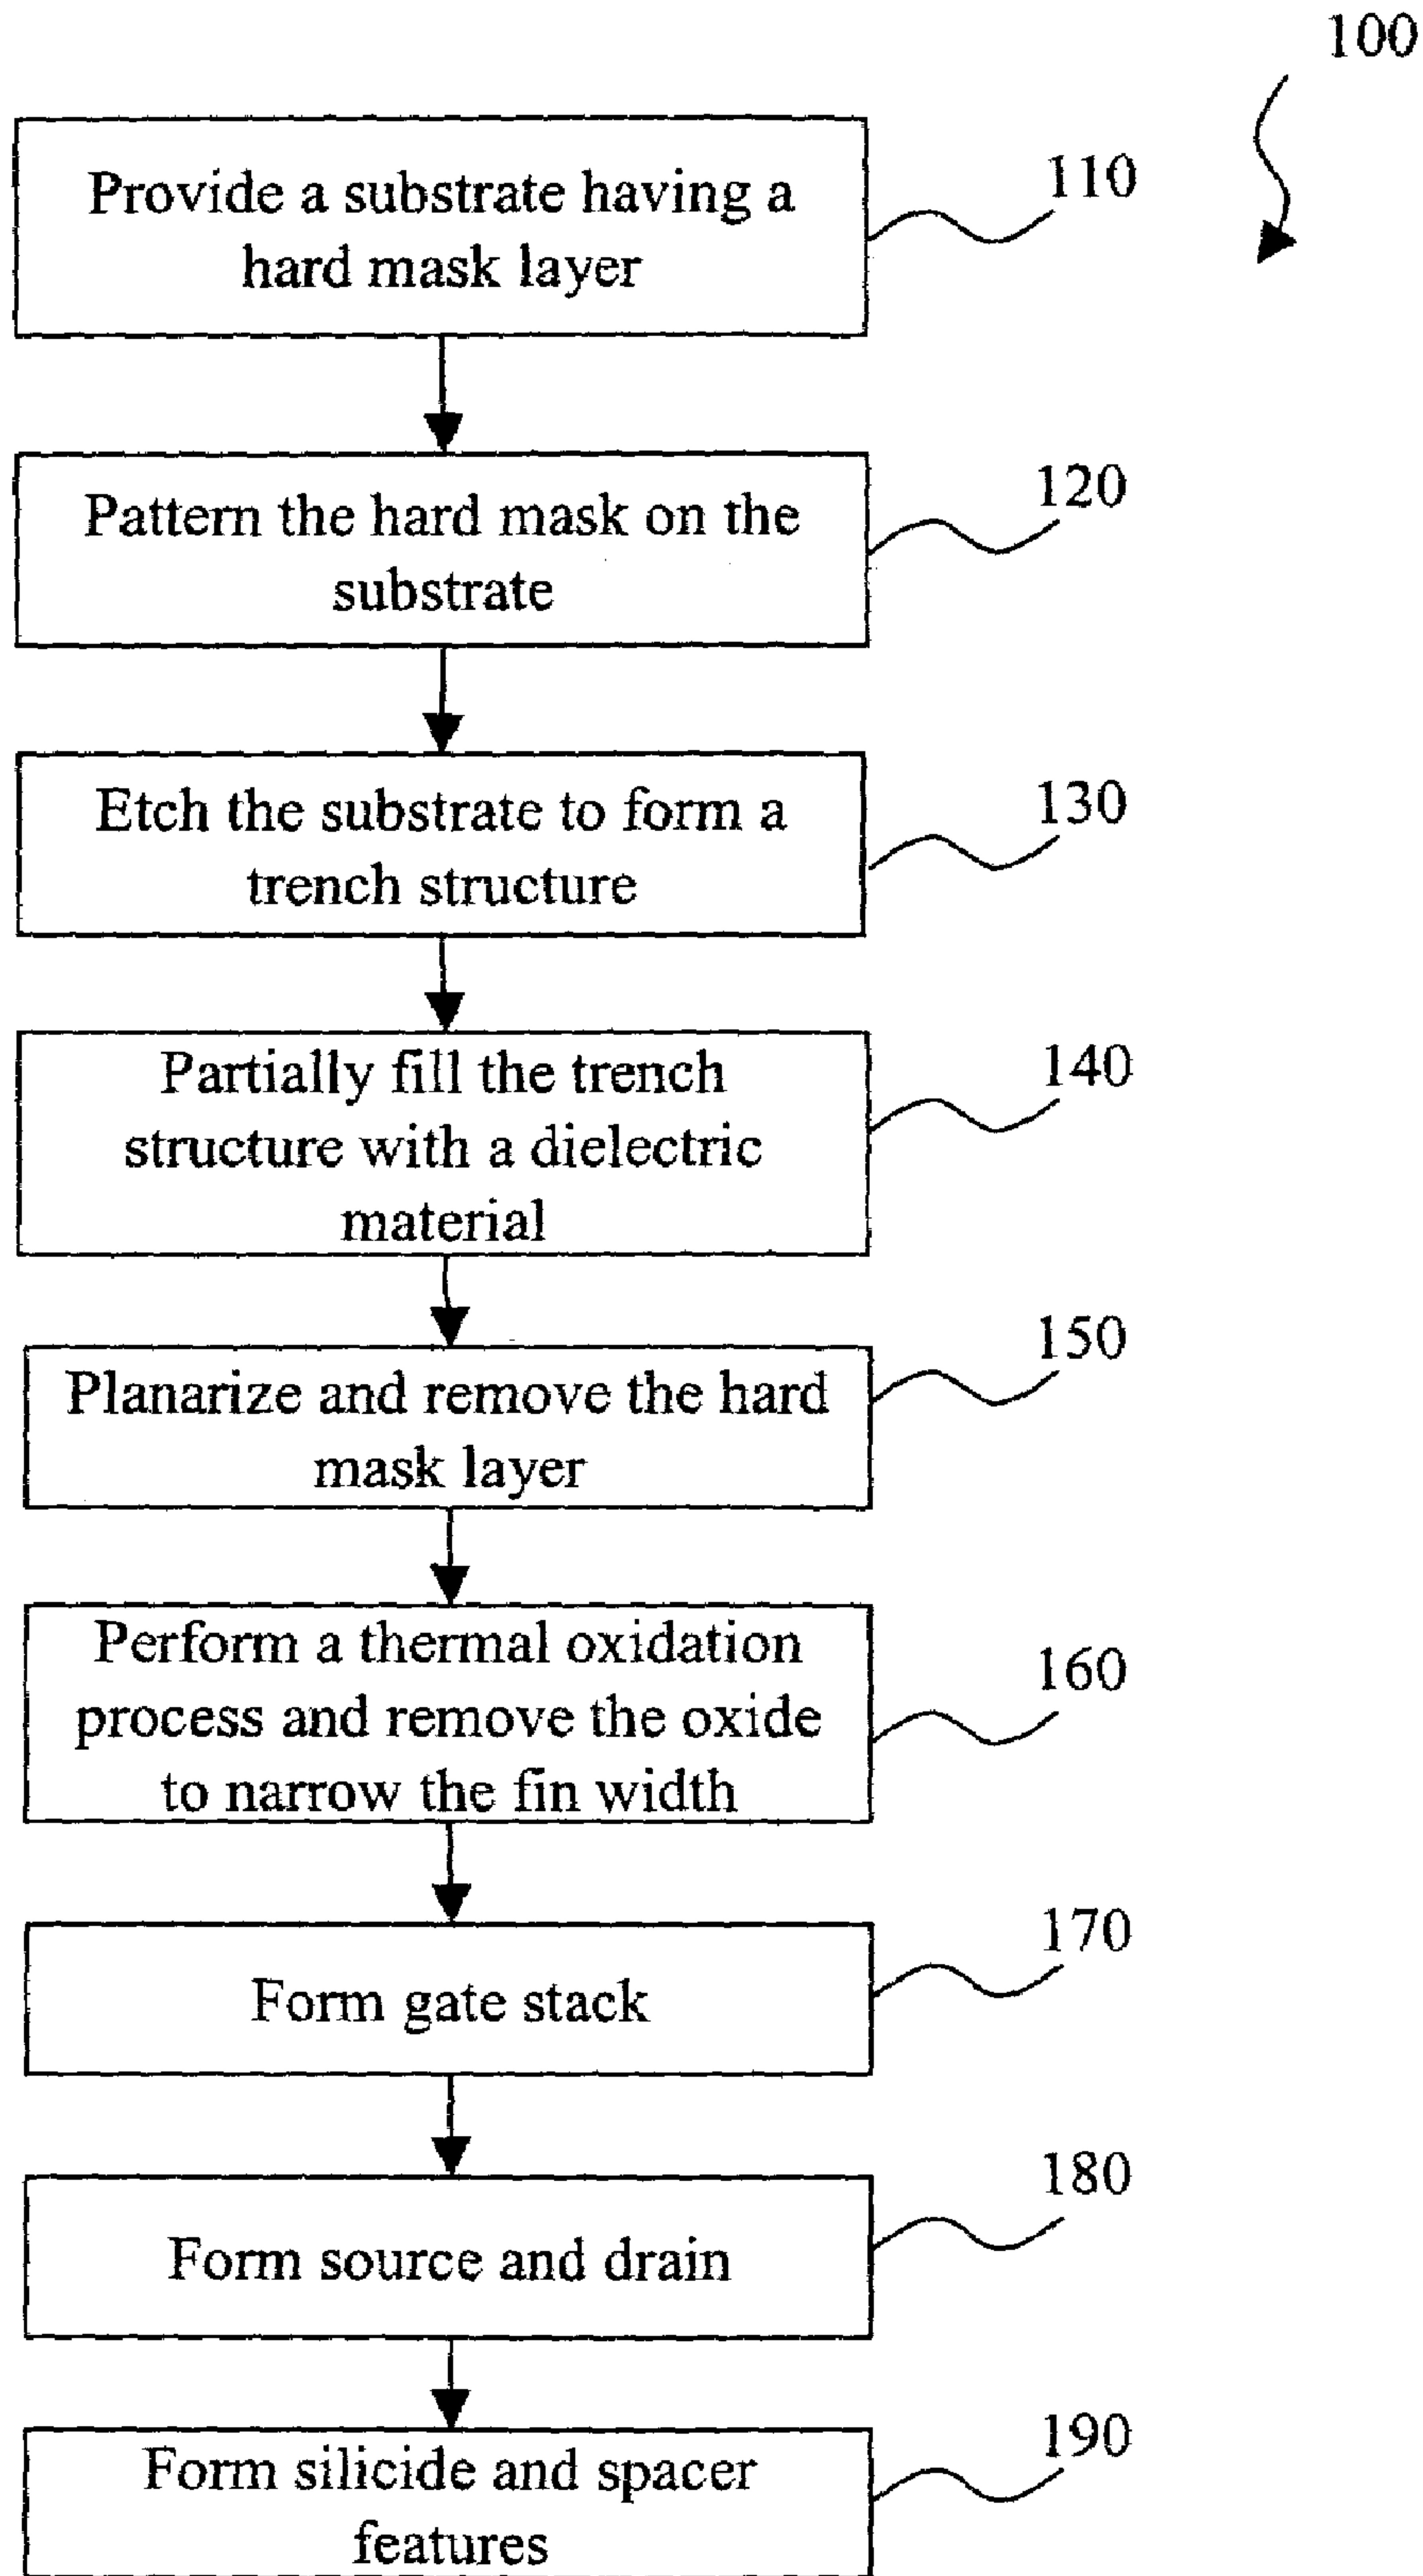 100
Provide a substrate having a
hard mask layer
110
Pattern the hard mask on the
substrate
120
Etch the substrate to form a
trench structure
130
Partially fill the trench
structure with a dielectric
material
140
Planarize and remove the hard
mask layer
150
Perform a thermal oxidation
process and remove the oxide
to narrow the fin width
160
Form gate stack
170
Form source and drain
180
Form silicide and spacer
features
190